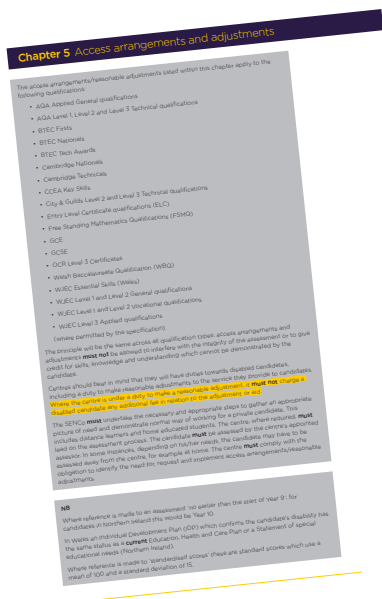 Chapter 5 Access arrangements and adjustments
The access arrangements/reasonable adjustments listed within this chapter apply to the
following qualifications:
• AQA Applied General qualifications
• AQA Level 1, Level 2 and Level 3 Technical qualifications
• BTEC Firsts
• BTEC Nationals
• BTEC Tech Awards
• Cambridge Nationals
• Cambridge Technicals
• CCEA Key Skills
• City & Guilds Level 2 and Level 3 Technical qualifications
• Entry Level Certificate qualifications (ELC)
• Free Standing Mathematics Qualifications (FSMQ)
• GCE
• GCSE
• OCR Level 3 Certificates
• Welsh Baccalaureate Qualification (WBQ)
• WJEC Essential Skills (Wales)
• WJEC Level 1 and Level 2 General qualifications
• WJEC Level 1 and Level 2 Vocational qualifications
• WJEC Level 3 Applied qualifications
(where permitted by the specification).
The principle will be the same across all qualification types: access arrangements and
adjustments must not be allowed to interfere with the integrity of the assessment or to give
credit for skills, knowledge and understanding which cannot be demonstrated by the
candidate.
Centres should bear in mind that they will have duties towards disabled candidates,
including a duty to make reasonable adjustments to the service they provide to candidates.
Where the centre is under a duty to make a reasonable adjustment, it must not charge a
disabled candidate any additional fee in relation to the adjustment or aid.
The SENCo must undertake the necessary and appropriate steps to gather an appropriate
picture of need and demonstrate normal way of working for a private candidate. This
includes distance learners and home educated students. The centre, where required, must
lead on the assessment process. The candidate must be assessed by the centre's appointed
assessor. In some instances, depending on his/her needs, the candidate may have to be
assessed away from the centre, for example at home. The centre must comply with the
obligation to identify the need for, request and implement access arrangements/reasonable
adjustments.
NB
Where reference is made to an assessment 'no earlier than the start of Year 9', for
candidates in Northern Ireland this would be Year 10.
In Wales an Individual Development Plan (IDP) which confirms the candidate's disability has
the same status as a current Education, Health and Care Plan or a Statement of special
educational needs (Northern Ireland).
Where reference is made to 'standardised scores' these are standard scores which use a
mean of 100 and a standard deviation of 15.